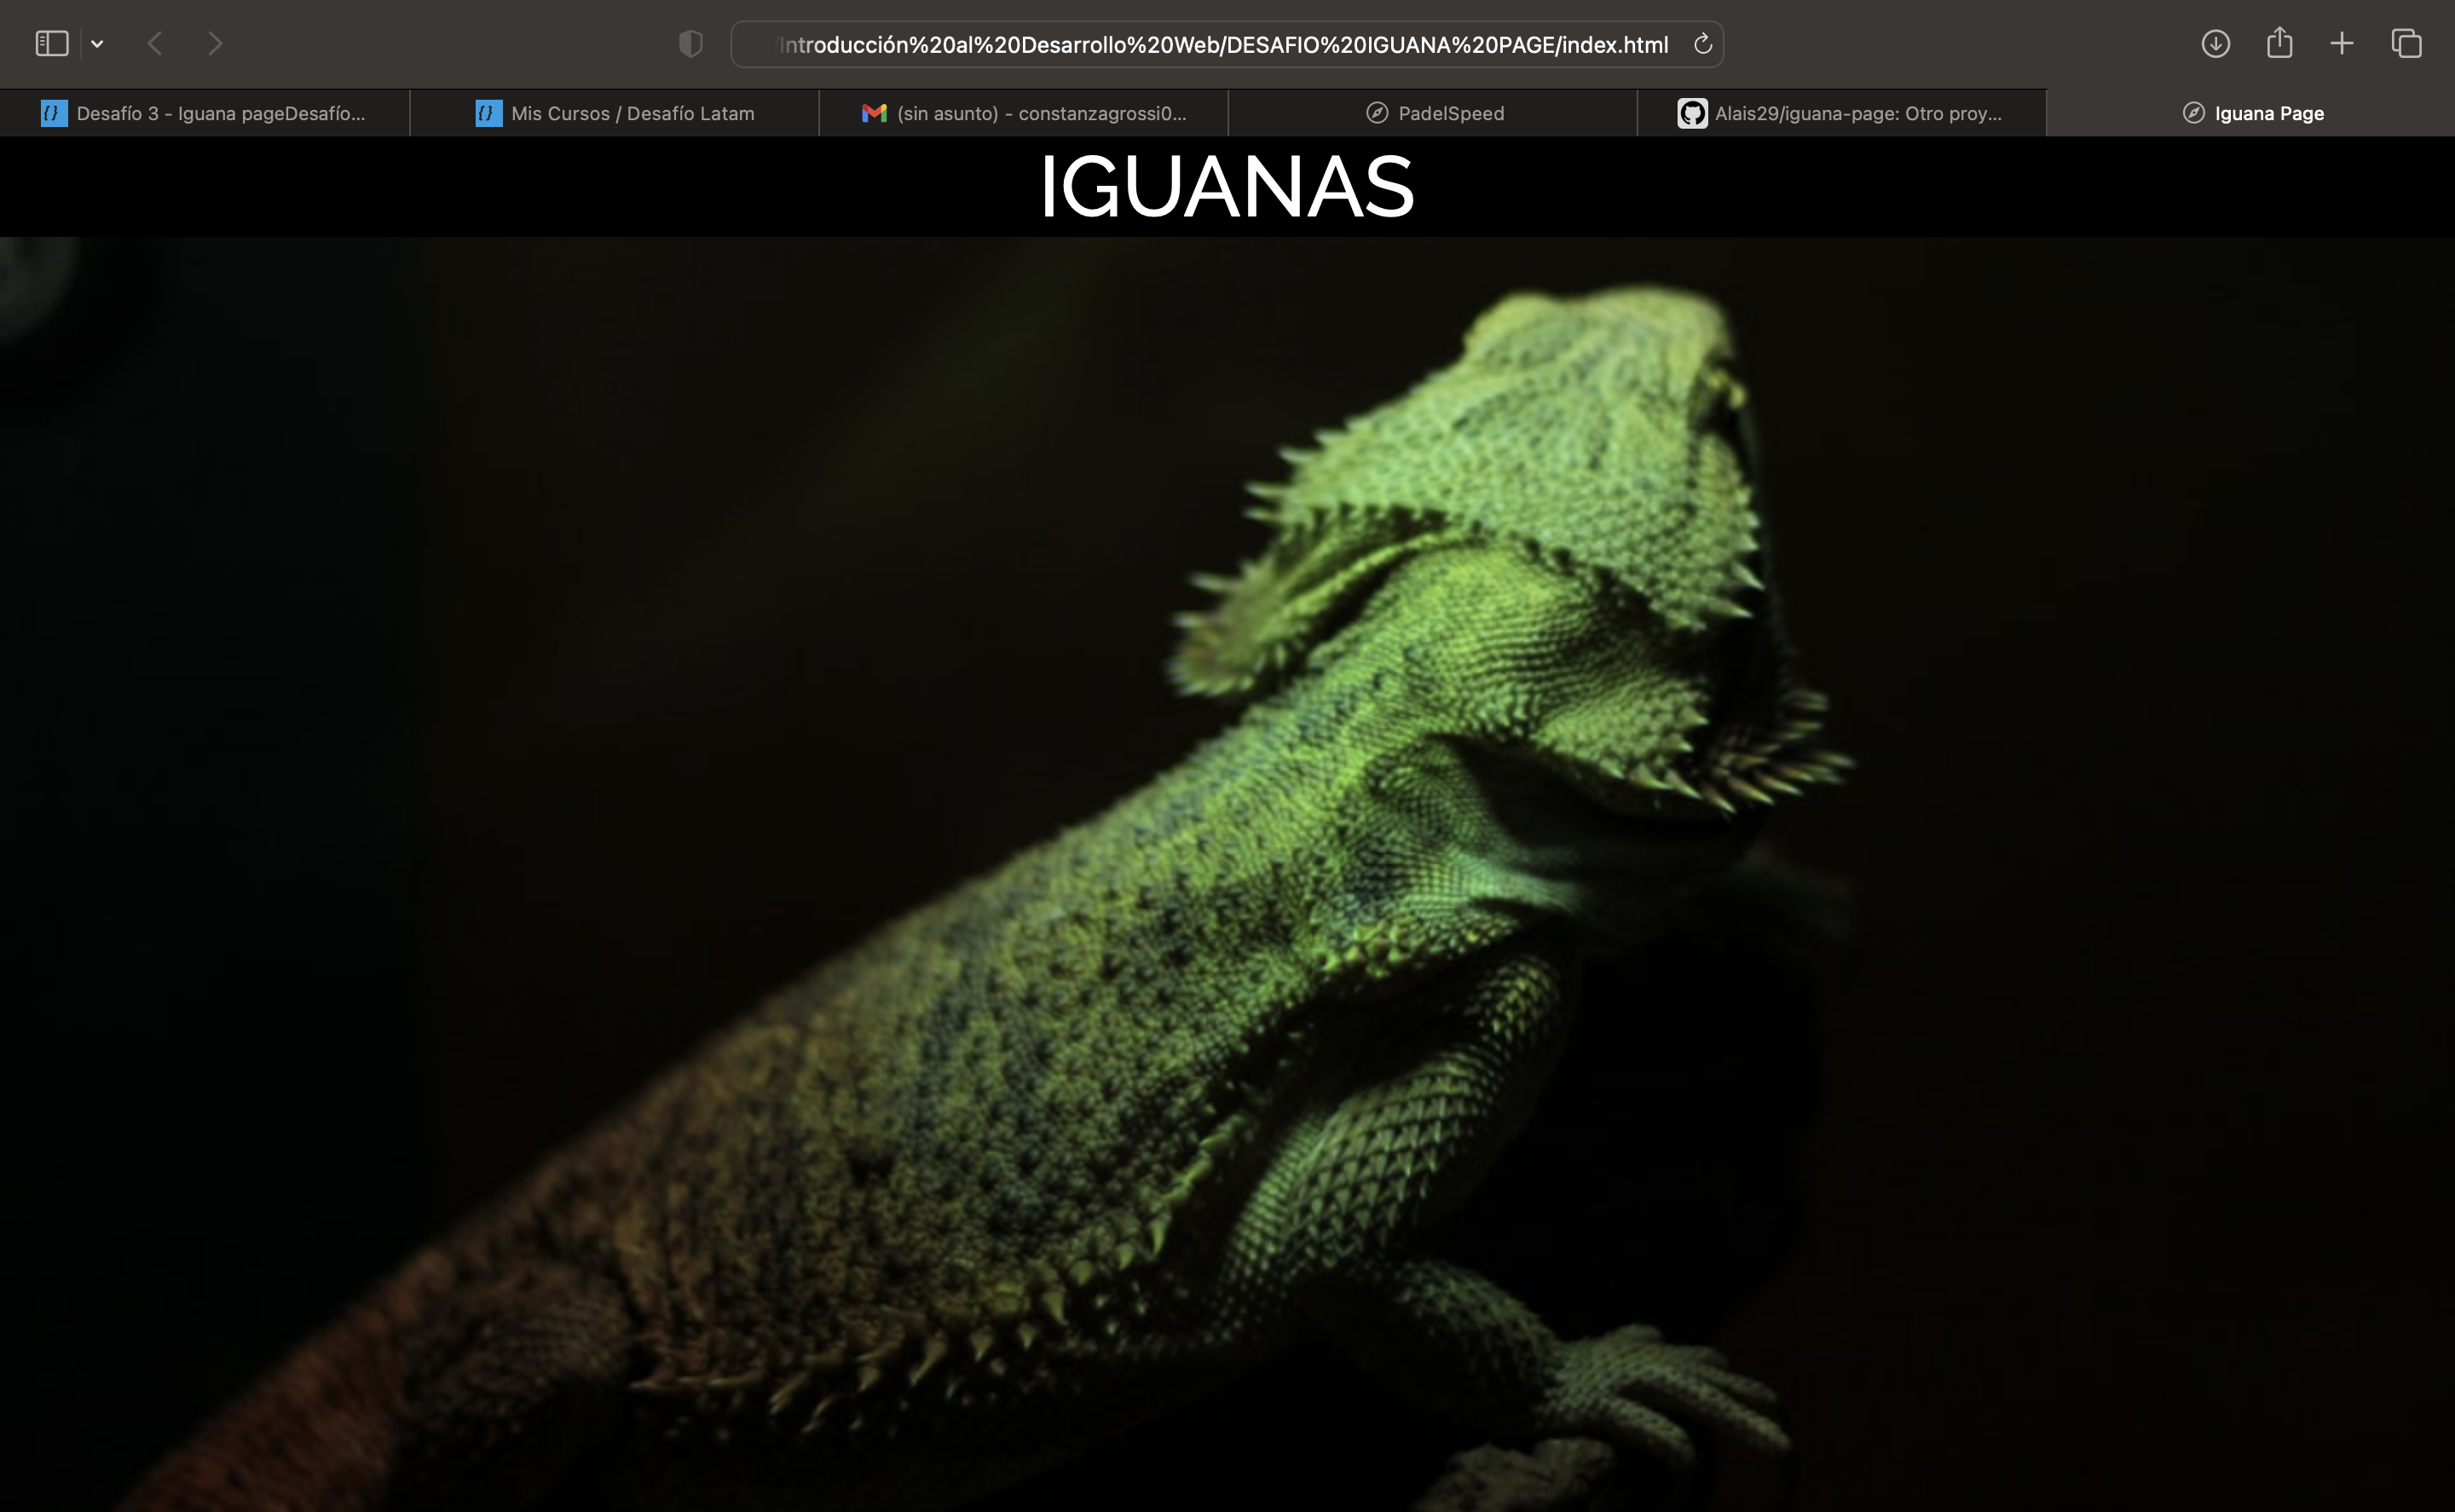 /Introducción%20al%20Desarrollo%20Web/DESAFIO%20IGUANA%20PAGE/index.html
{} Desafío 3 - Iguana pageDesafío...
{} Mis Cursos / Desafío Latam
(sin asunto) - constanzagrossi0...
PadelSpeed
Alais29/iguana-page: Otro proy...
Iguana Page
IGUANAS